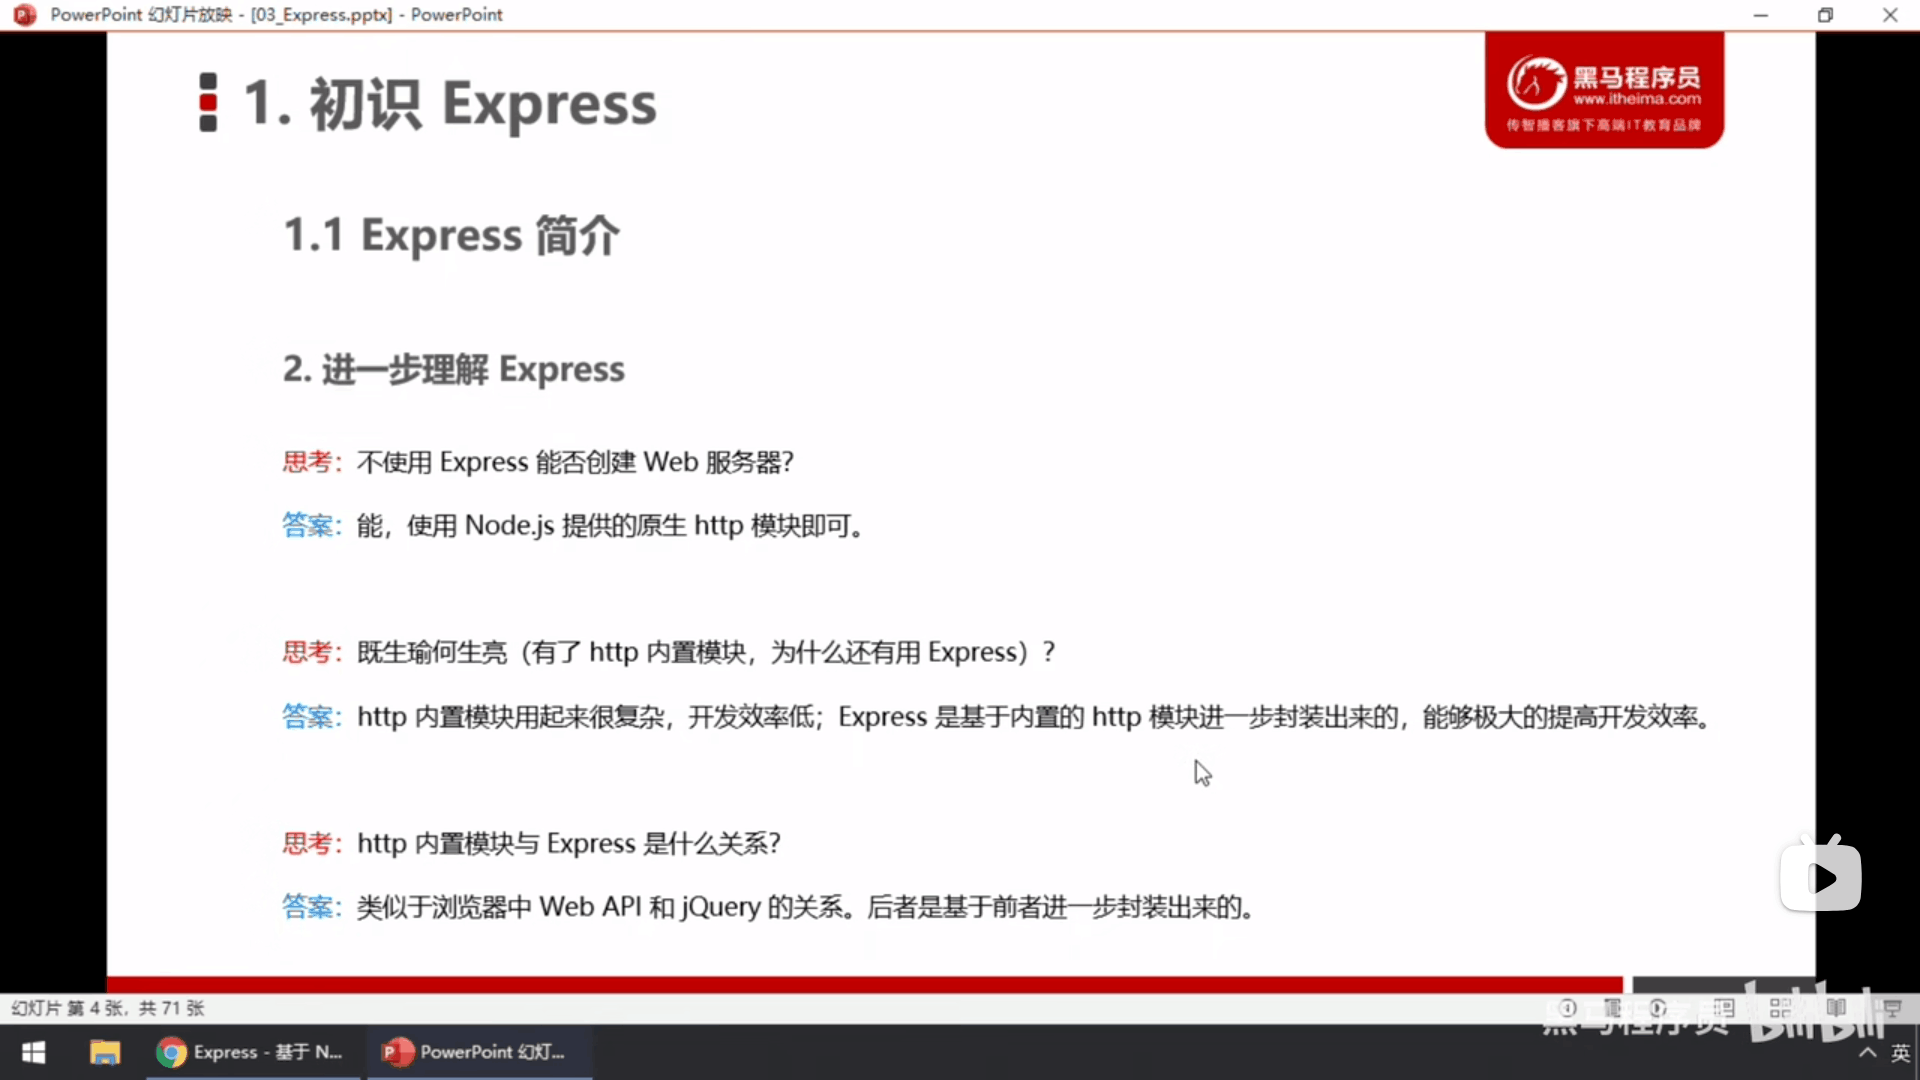 PowerPoint 幻灯片放映 - [03_Express.pptx] - PowerPoint
1. 初识 Express
黑马程序员
www.itheima.com
传智播客旗下高端IT教育品牌
1.1 Express 简介
2. 进一步理解 Express
思考：不使用 Express 能否创建 Web 服务器？
答案：能，使用 Node.js 提供的原生 http 模块即可。
思考：既生瑜何生亮（有了 http 内置模块，为什么还有用 Express）？
答案：http 内置模块用起来很复杂，开发效率低；Express 是基于内置的 http 模块进一步封装出来的，能够极大的提高开发效率。
思考：http 内置模块与 Express 是什么关系？
答案：类似于浏览器中 Web API 和 jQuery 的关系。后者是基于前者进一步封装出来的。
幻灯片 第 4 张，共 71 张
黑马程序员 bilibili
Express - 基于 N...
PowerPoint 幻灯...
英